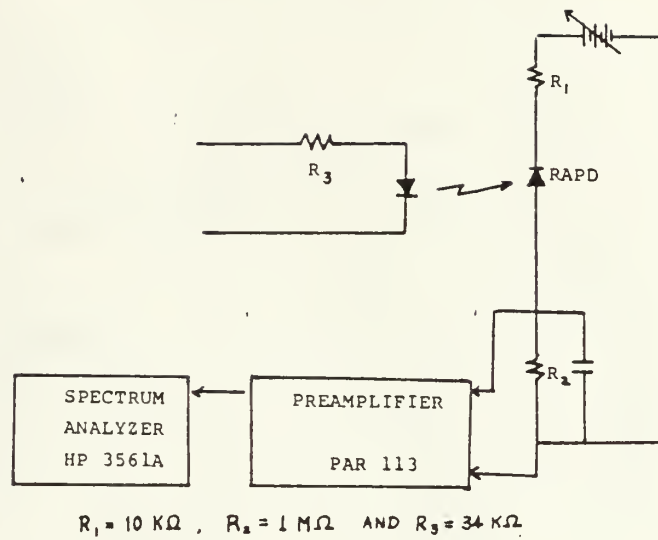 R₁
RAPD
R₃
R₂
SPECTRUM
ANALYZER
HP 3561A
PREAMPLIFIER
PAR 113
R₁ = 10 KΩ , R₂ = 1 MΩ AND R₃ = 34 KΩ